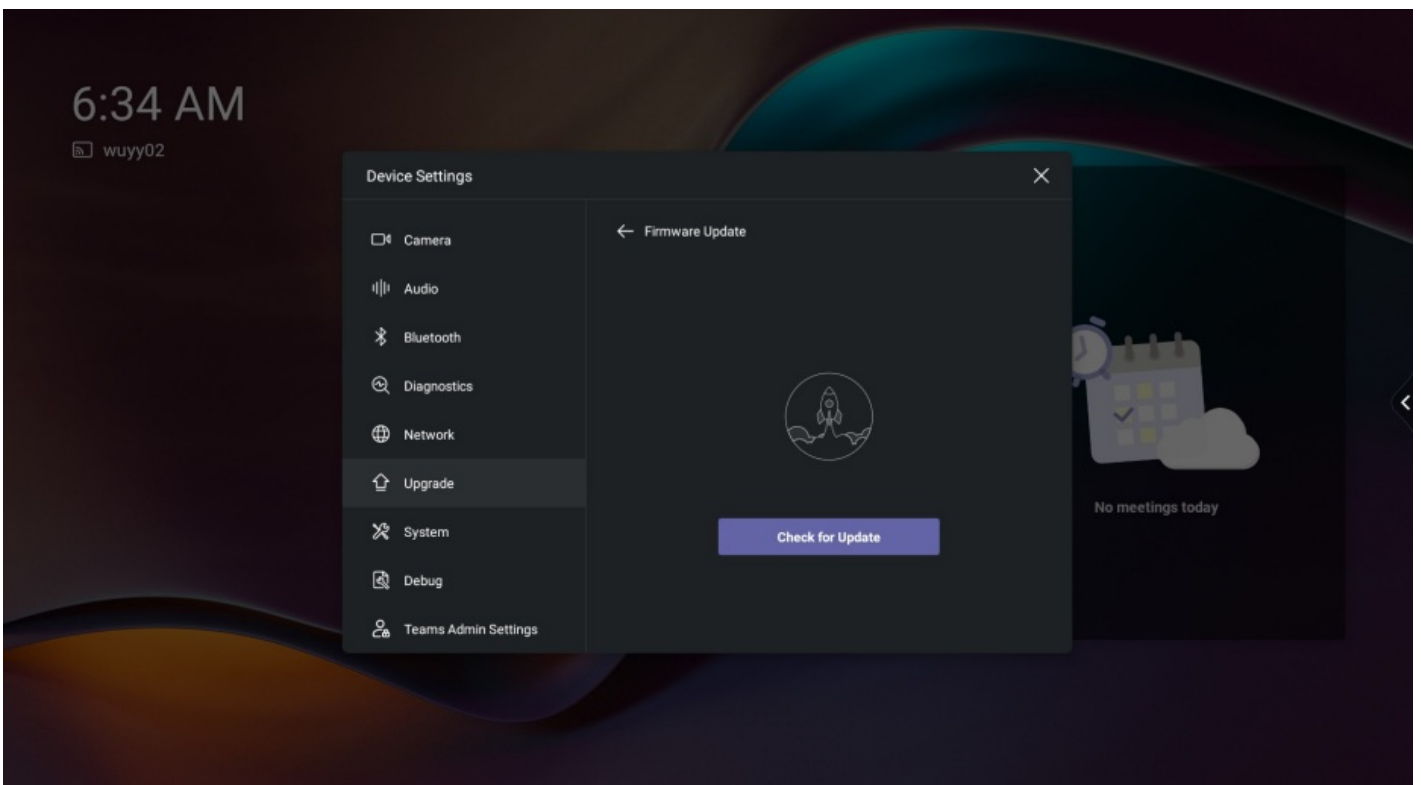 6:34 AM
wuyy02
Device Settings
Camera
Audio
Bluetooth
Diagnostics
Network
Upgrade
System
Debug
Teams Admin Settings
Firmware Update
Check for Update
No meetings today